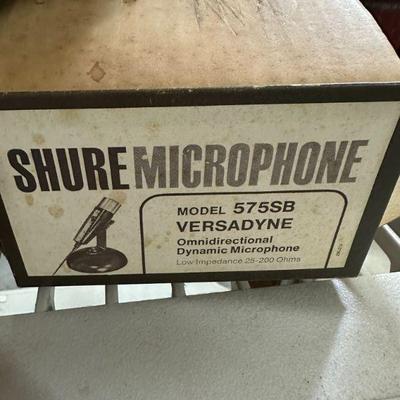 SHURE MICROPHONE
MODEL 575SB
VERSADYNE
Omnidirectional
Dynamic Microphone
Low Impedance 25-200 Ohms